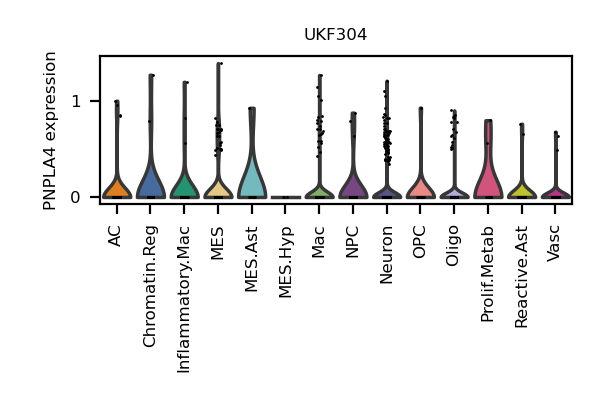 UKF304
PNPLA4 expression
1
0
AC
Chromatin.Reg
Inflammatory.Mac
MES
MES.Ast
MES.Hyp
Mac
NPC
Neuron
OPC
Oligo
Prolif.Metab
Reactive.Ast
Vasc